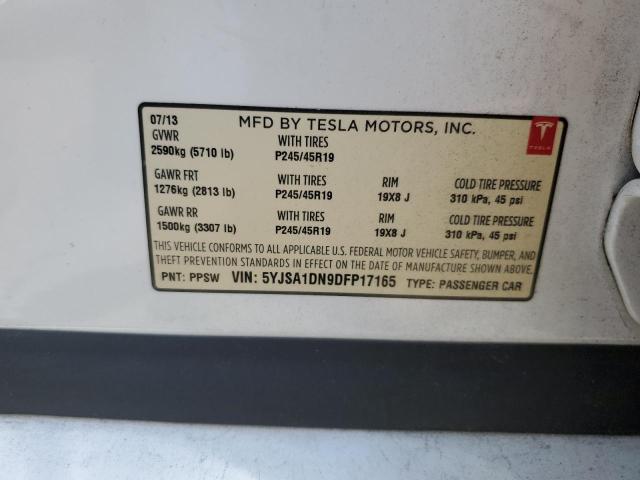 07/13 MFD BY TESLA MOTORS, INC.
GVWR WITH TIRES
2590kg (5710 lb) P245/45R19
TESLA
GAWR FRT WITH TIRES RIM COLD TIRE PRESSURE
1276kg (2813 lb) P245/45R19 19X8 J 310 kPa, 45 psi
GAWR RR WITH TIRES RIM COLD TIRE PRESSURE
1500kg (3307 lb) P245/45R19 19X8 J 310 kPa, 45 psi
THIS VEHICLE CONFORMS TO ALL APPLICABLE U.S. FEDERAL MOTOR VEHICLE SAFETY, BUMPER, AND
THEFT PREVENTION STANDARDS IN EFFECT ON THE DATE OF MANUFACTURE SHOWN ABOVE.
PNT: PPSW VIN: 5YJSA1DN9DFP17165 TYPE: PASSENGER CAR